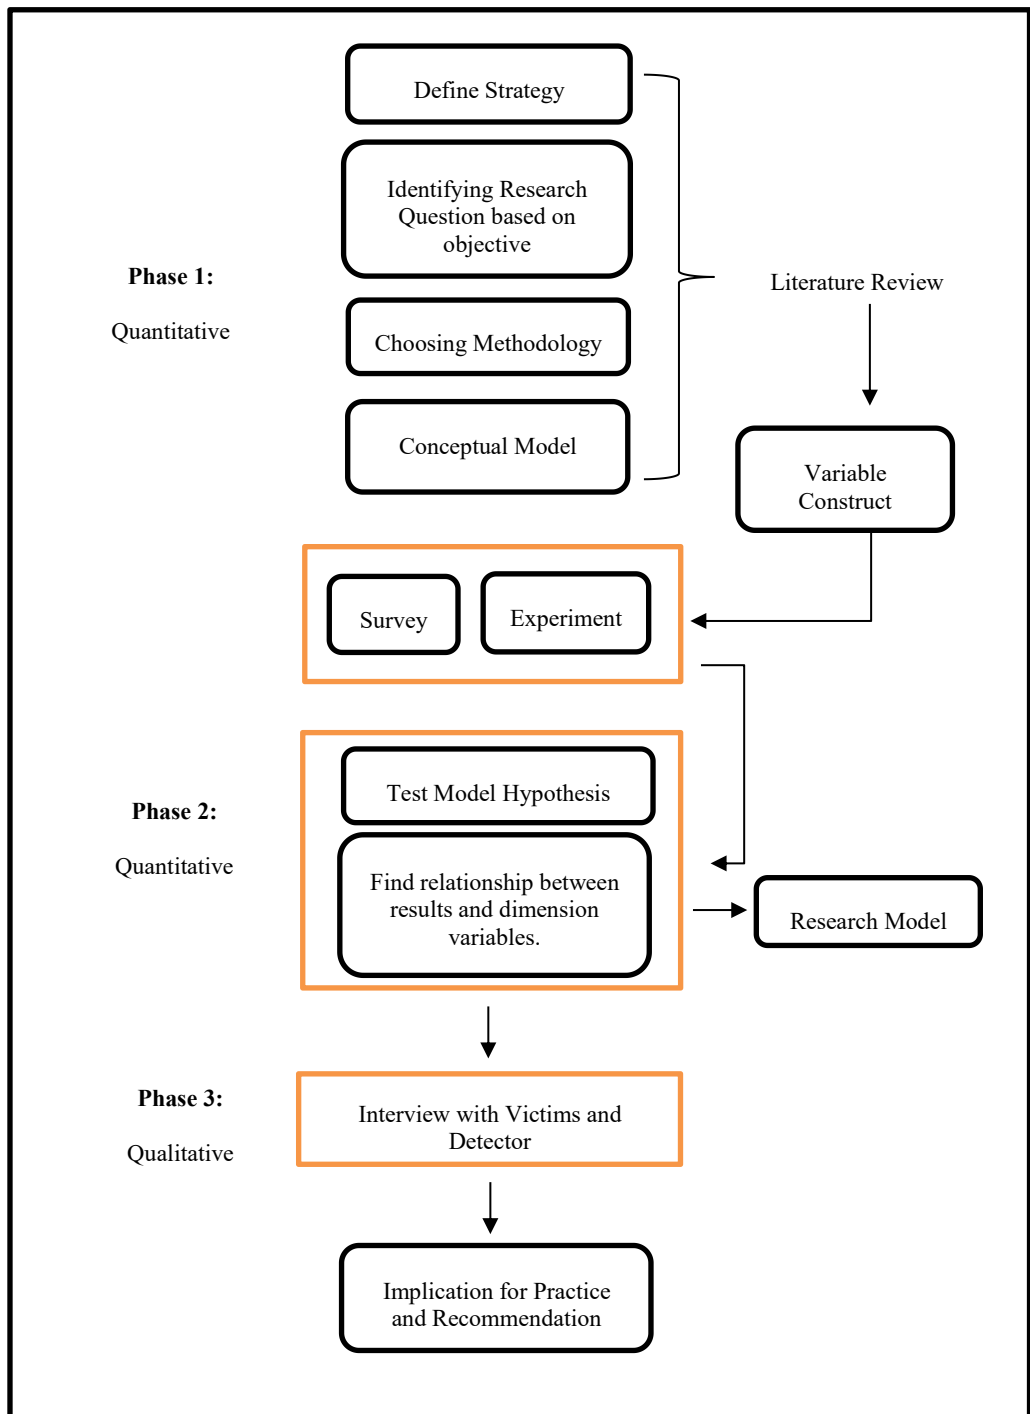 Define Strategy
Identifying Research
Question based on
objective
Phase 1:
Quantitative
Literature Review
Choosing Methodology
Conceptual Model
Variable
Construct
Survey
Experiment
Test Model Hypothesis
Phase 2:
Quantitative
Find relationship between
results and dimension
variables.
Research Model
Phase 3:
Qualitative
Interview with Victims and
Detector
Implication for Practice
and Recommendation